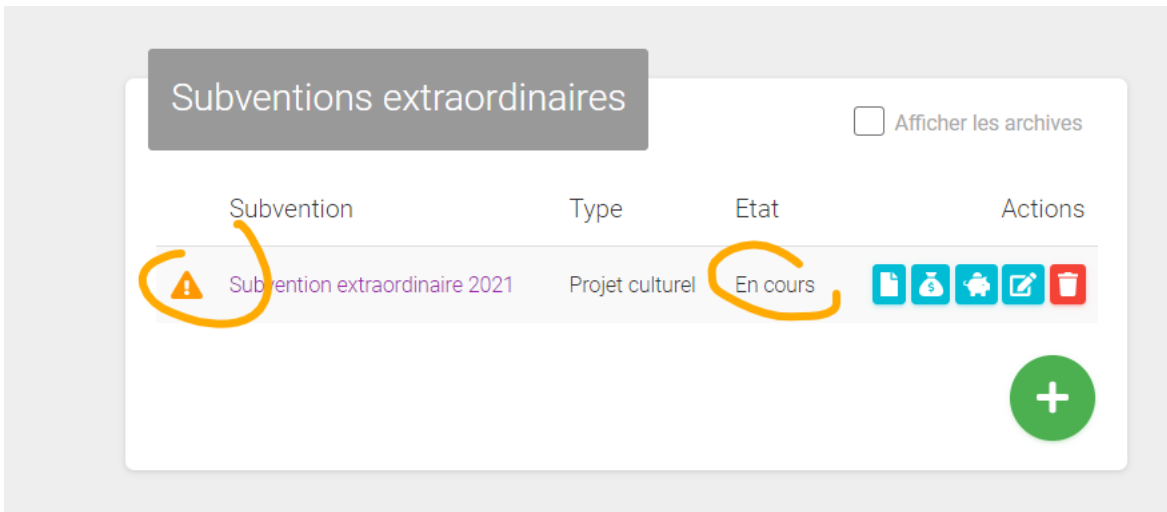 Subventions extraordinaires
Afficher les archives
Subvention Type Etat Actions
Subvention extraordinaire 2021 Projet culturel En cours